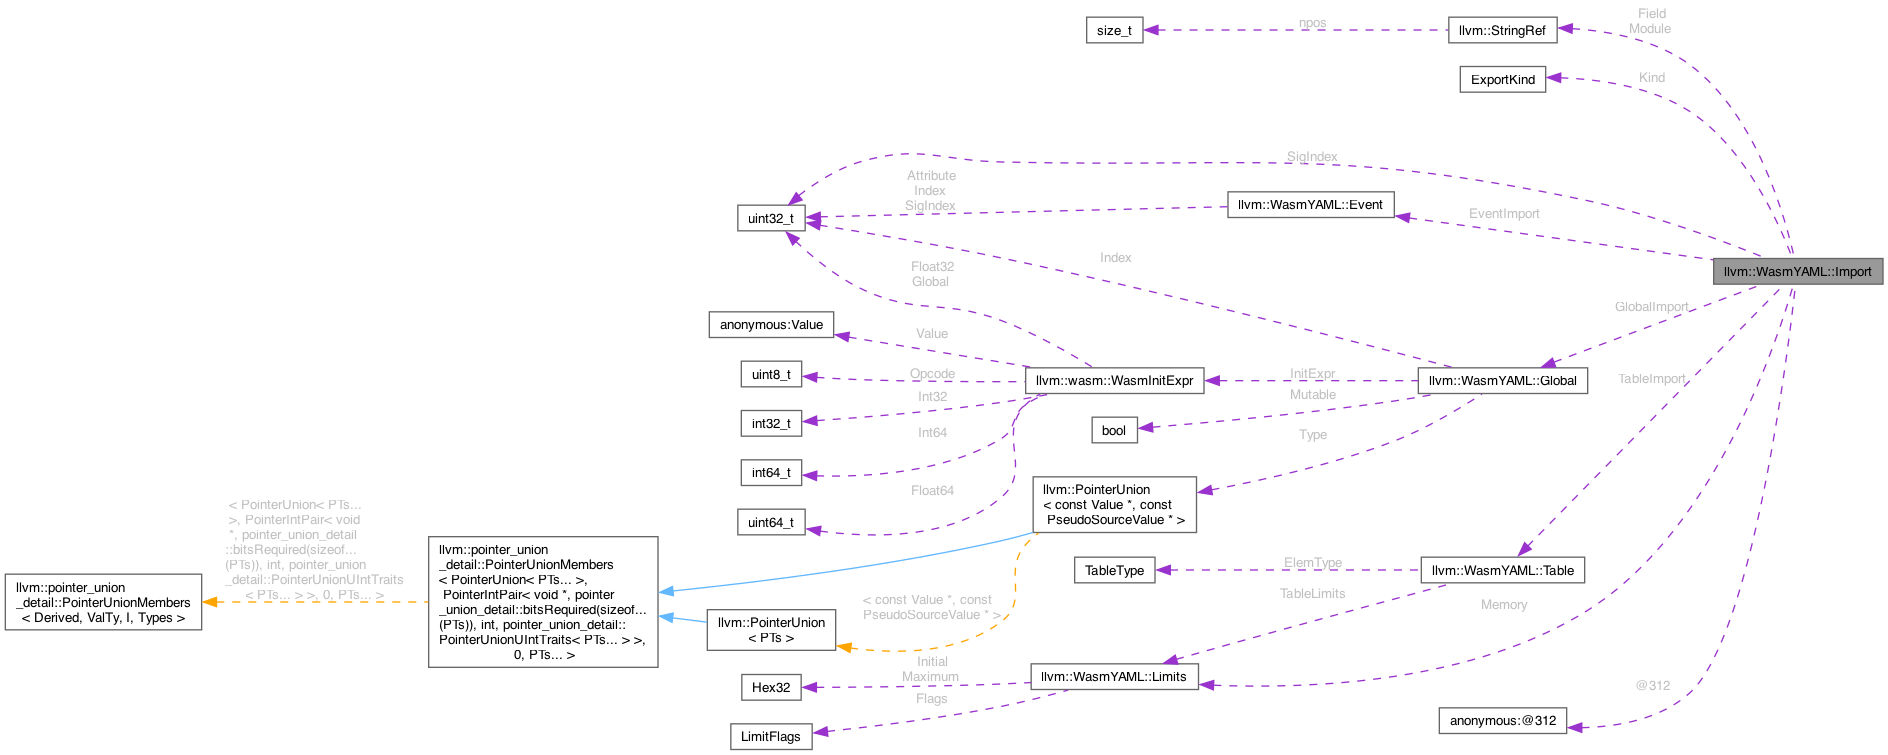 Field
Module
npos
size_t
llvm::StringRef
Kind
ExportKind
SigIndex
Attribute
Index
SigIndex
uint32_t
llvm::WasmYAML::Event
EventImport
Index
llvm::WasmYAML::Import
Float32
Global
GlobalImport
anonymous:Value
Value
uint8_t
Opcode
llvm::wasm::WasmInitExpr
InitExpr
llvm::WasmYAML::Global
TableImport
Int32
Mutable
int32_t
bool
Int64
Type
int64_t
Float64
llvm::PointerUnion
< const Value *, const
PseudoSourceValue * >
uint64_t
< PointerUnion< PTs...
>, PointerIntPair< void
*, pointer_union_detail
::bitsRequired(sizeof...
(PTs)), int, pointer_union
_detail::PointerUnionUIntTraits
< PTs... > >, 0, PTs... >
llvm::pointer_union
_detail::PointerUnionMembers
< PointerUnion< PTs... >,
PointerIntPair< void *, pointer
_union_detail::bitsRequired(sizeof...
(PTs)), int, pointer_union_detail::
PointerUnionUIntTraits< PTs... > >,
0, PTs... >
llvm::pointer_union
_detail::PointerUnionMembers
< Derived, ValTy, I, Types >
TableType
ElemType
llvm::WasmYAML::Table
TableLimits
Memory
< const Value *, const
PseudoSourceValue * >
llvm::PointerUnion
< PTs >
Initial
Maximum
Hex32
llvm::WasmYAML::Limits
@312
Flags
LimitFlags
anonymous:@312